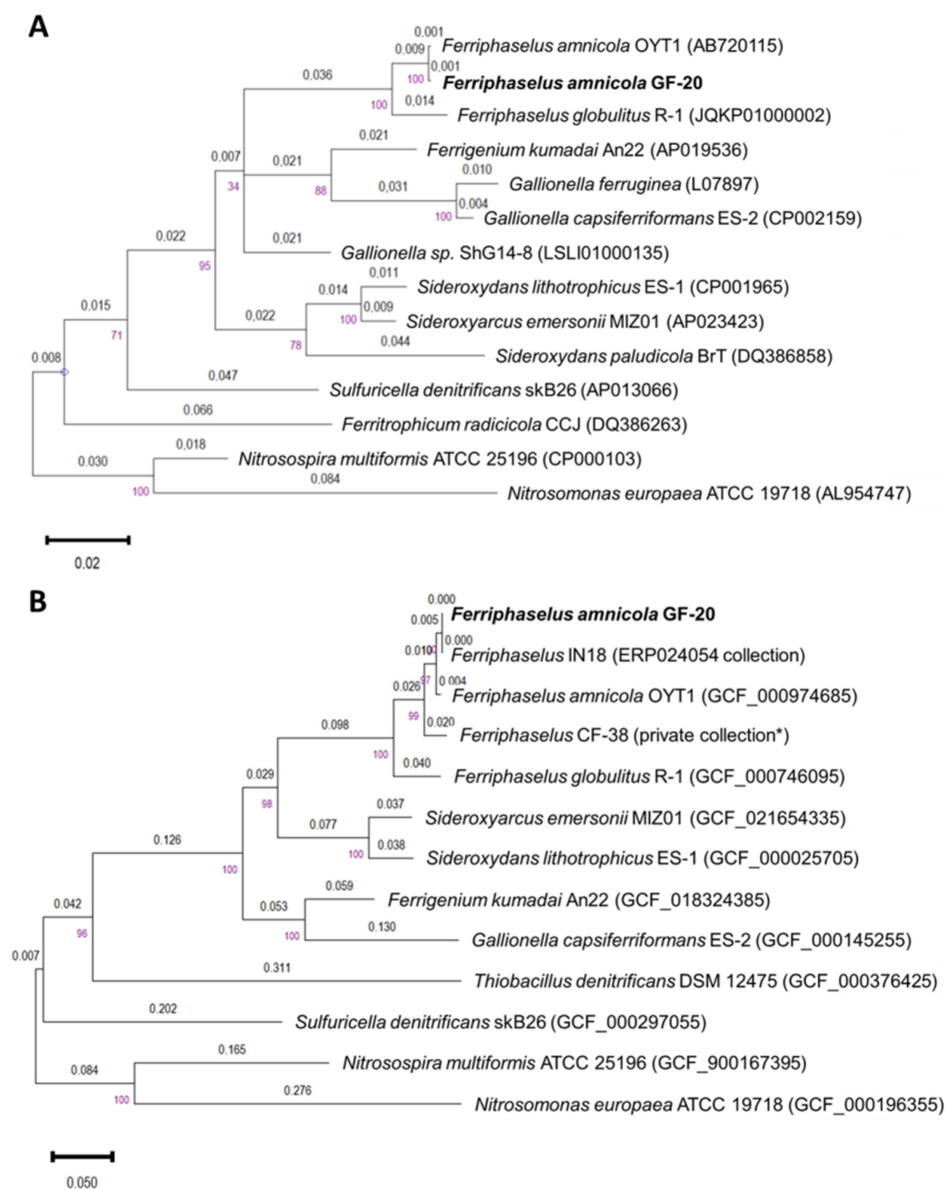 A
0.001
0.009
Ferriphaselus amnicola OYT1 (AB720115)
0.001
100
Ferriphaselus amnicola GF-20
0.036
100
0,014
Ferriphaselus globulitus R-1 (JQKP01000002)
0.021
Ferrigenium kumadai An22 (AP019536)
0.007
0,021
34
88
0.010
0,031
Gallionella ferruginea (L07897)
0.004
100
Gallionella capsiferriformans ES-2 (CP002159)
0.022
0,021
Gallionella sp. ShG14-8 (LSLI01000135)
95
0,011
0.014
Sideroxydans lithotrophicus ES-1 (CP001965)
0.015
0,022
0,009
100
Sideroxyarcus emersonii MIZ01 (AP023423)
71
78
0.044
0.008
Sideroxydans paludicola BrT (DQ386858)
0.047
Sulfuricella denitrificans skB26 (AP013066)
0.066
Ferritrophicum radicicola CCJ (DQ386263)
0,018
0.030
Nitrosospira multiformis ATCC 25196 (CP000103)
0,084
100
Nitrosomonas europaea ATCC 19718 (AL954747)
0.02
B
0.000
0.005
Ferriphaselus amnicola GF-20
0.000
0.010
Ferriphaselus IN18 (ERP024054 collection)
97
0.004
0.026
Ferriphaselus amnicola OYT1 (GCF_000974685)
99
0.020
0.098
Ferriphaselus CF-38 (private collection*)
100
0.040
0.029
Ferriphaselus globulitus R-1 (GCF_000746095)
98
0.037
0.077
Sideroxyarcus emersonii MIZ01 (GCF_021654335)
0.126
0.038
100
Sideroxydans lithotrophicus ES-1 (GCF_000025705)
100
0.059
0.053
Ferrigenium kumadai An22 (GCF_018324385)
0.042
0.130
100
96
Gallionella capsiferriformans ES-2 (GCF_000145255)
0.007
0.311
Thiobacillus denitrificans DSM 12475 (GCF_000376425)
0.202
Sulfuricella denitrificans skB26 (GCF_000297055)
0.165
0.084
Nitrosospira multiformis ATCC 25196 (GCF_900167395)
0.276
100
Nitrosomonas europaea ATCC 19718 (GCF_000196355)
0.050